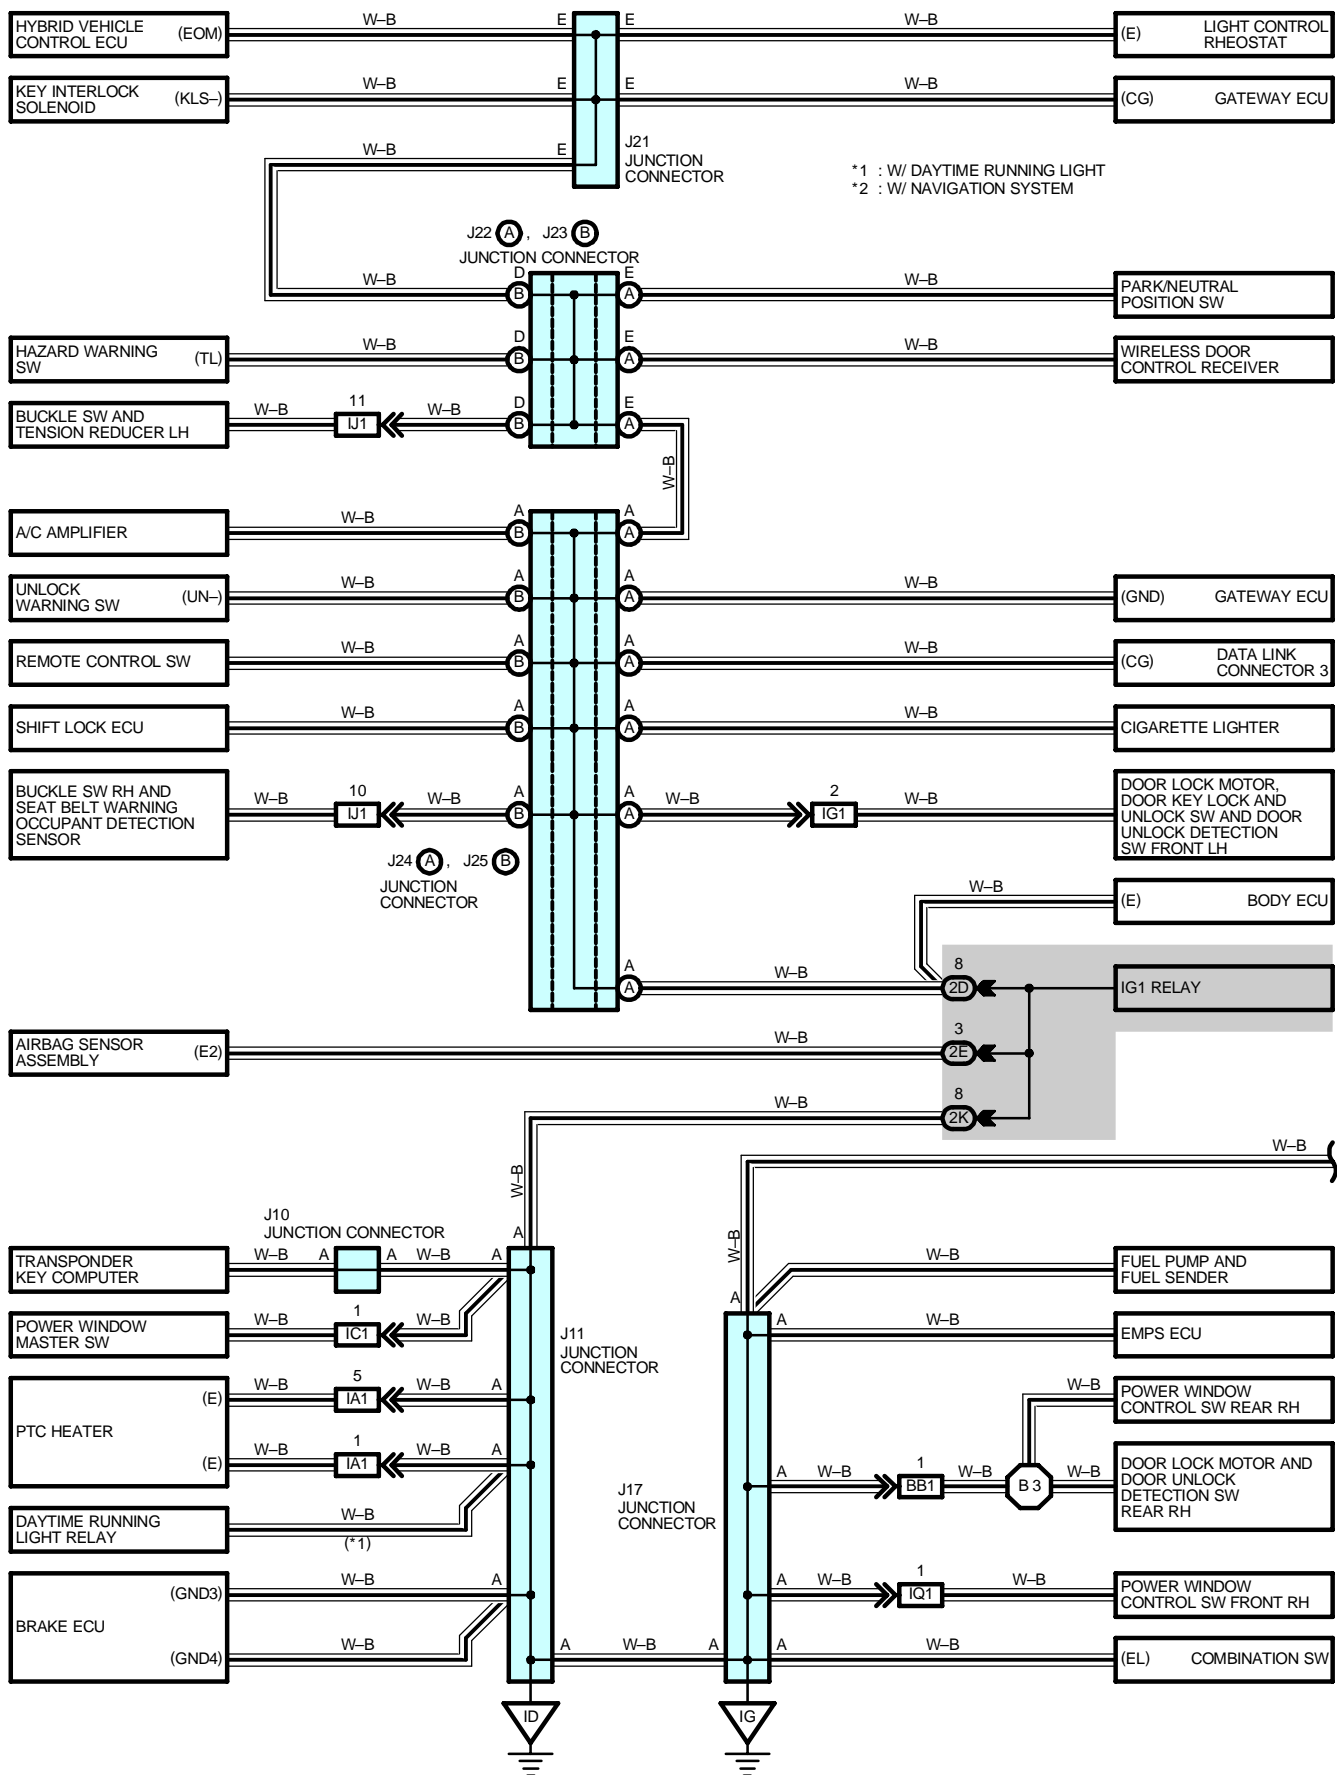 HYBRID VEHICLE
CONTROL ECU
(EOM)
W–B
E
E
W–B
(E)
LIGHT CONTROL
RHEOSTAT
KEY INTERLOCK
SOLENOID
(KLS–)
W–B
E
E
W–B
(CG)
GATEWAY ECU
W–B
E
J21
JUNCTION
CONNECTOR
*1 : W/ DAYTIME RUNNING LIGHT
*2 : W/ NAVIGATION SYSTEM
J22 A , J23 B
JUNCTION CONNECTOR
W–B
D
B
E
A
W–B
PARK/NEUTRAL
POSITION SW
HAZARD WARNING
SW
(TL)
W–B
D
B
E
A
W–B
WIRELESS DOOR
CONTROL RECEIVER
BUCKLE SW AND
TENSION REDUCER LH
W–B
11
IJ1
W–B
D
B
E
A
W–B
A/C AMPLIFIER
W–B
A
B
A
A
UNLOCK
WARNING SW
(UN–)
W–B
A
B
A
A
W–B
(GND)
GATEWAY ECU
REMOTE CONTROL SW
W–B
A
B
A
A
W–B
(CG)
DATA LINK
CONNECTOR 3
SHIFT LOCK ECU
W–B
A
B
A
A
W–B
CIGARETTE LIGHTER
BUCKLE SW RH AND
SEAT BELT WARNING
OCCUPANT DETECTION
SENSOR
W–B
10
IJ1
W–B
A
B
A
A
W–B
2
IG1
W–B
DOOR LOCK MOTOR,
DOOR KEY LOCK AND
UNLOCK SW AND DOOR
UNLOCK DETECTION
SW FRONT LH
J24 A , J25 B
JUNCTION
CONNECTOR
W–B
(E)
BODY ECU
A
A
W–B
8
2D
IG1 RELAY
AIRBAG SENSOR
ASSEMBLY
(E2)
W–B
3
2E
W–B
8
2K
W–B
W–B
W–B
J10
JUNCTION CONNECTOR
A
TRANSPONDER
KEY COMPUTER
W–B
A
A
W–B
A
W–B
FUEL PUMP AND
FUEL SENDER
A
POWER WINDOW
MASTER SW
W–B
1
IC1
W–B
J11
JUNCTION
CONNECTOR
A
W–B
EMPS ECU
PTC HEATER
(E)
W–B
5
IA1
W–B
A
W–B
POWER WINDOW
CONTROL SW REAR RH
(E)
W–B
1
IA1
W–B
A
J17
JUNCTION
CONNECTOR
A
W–B
1
BB1
W–B
B 3
W–B
DOOR LOCK MOTOR AND
DOOR UNLOCK
DETECTION SW
REAR RH
DAYTIME RUNNING
LIGHT RELAY
W–B
(*1)
BRAKE ECU
(GND3)
W–B
A
A
W–B
1
IQ1
W–B
POWER WINDOW
CONTROL SW FRONT RH
(GND4)
W–B
A
W–B
A
A
W–B
(EL)
COMBINATION SW
ID
IG